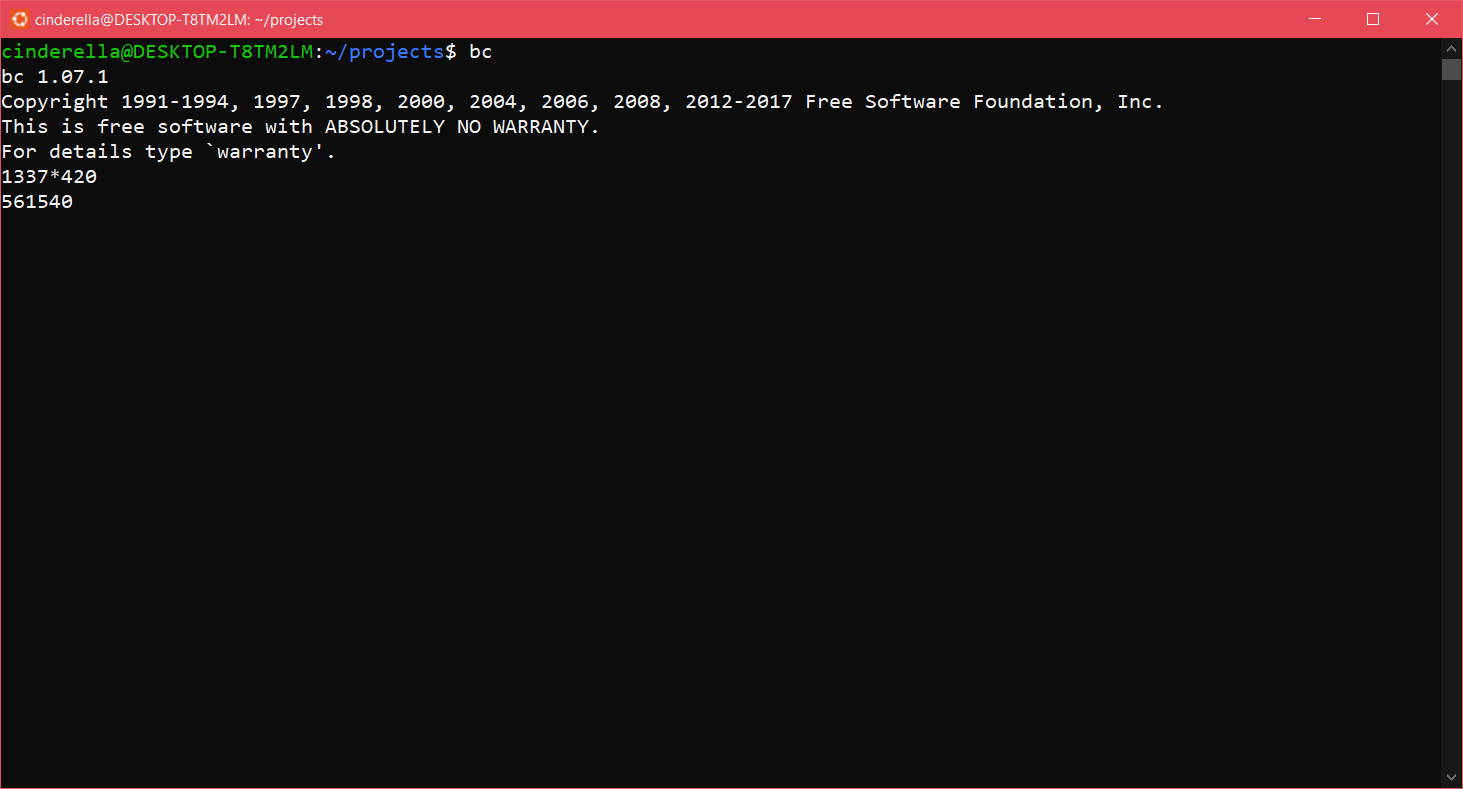 cinderella@DESKTOP-T8TM2LM: ~/projects
cinderella@DESKTOP-T8TM2LM:~/projects$ bc
bc 1.07.1
Copyright 1991-1994, 1997, 1998, 2000, 2004, 2006, 2008, 2012-2017 Free Software Foundation, Inc.
This is free software with ABSOLUTELY NO WARRANTY.
For details type `warranty'.
1337*420
561540